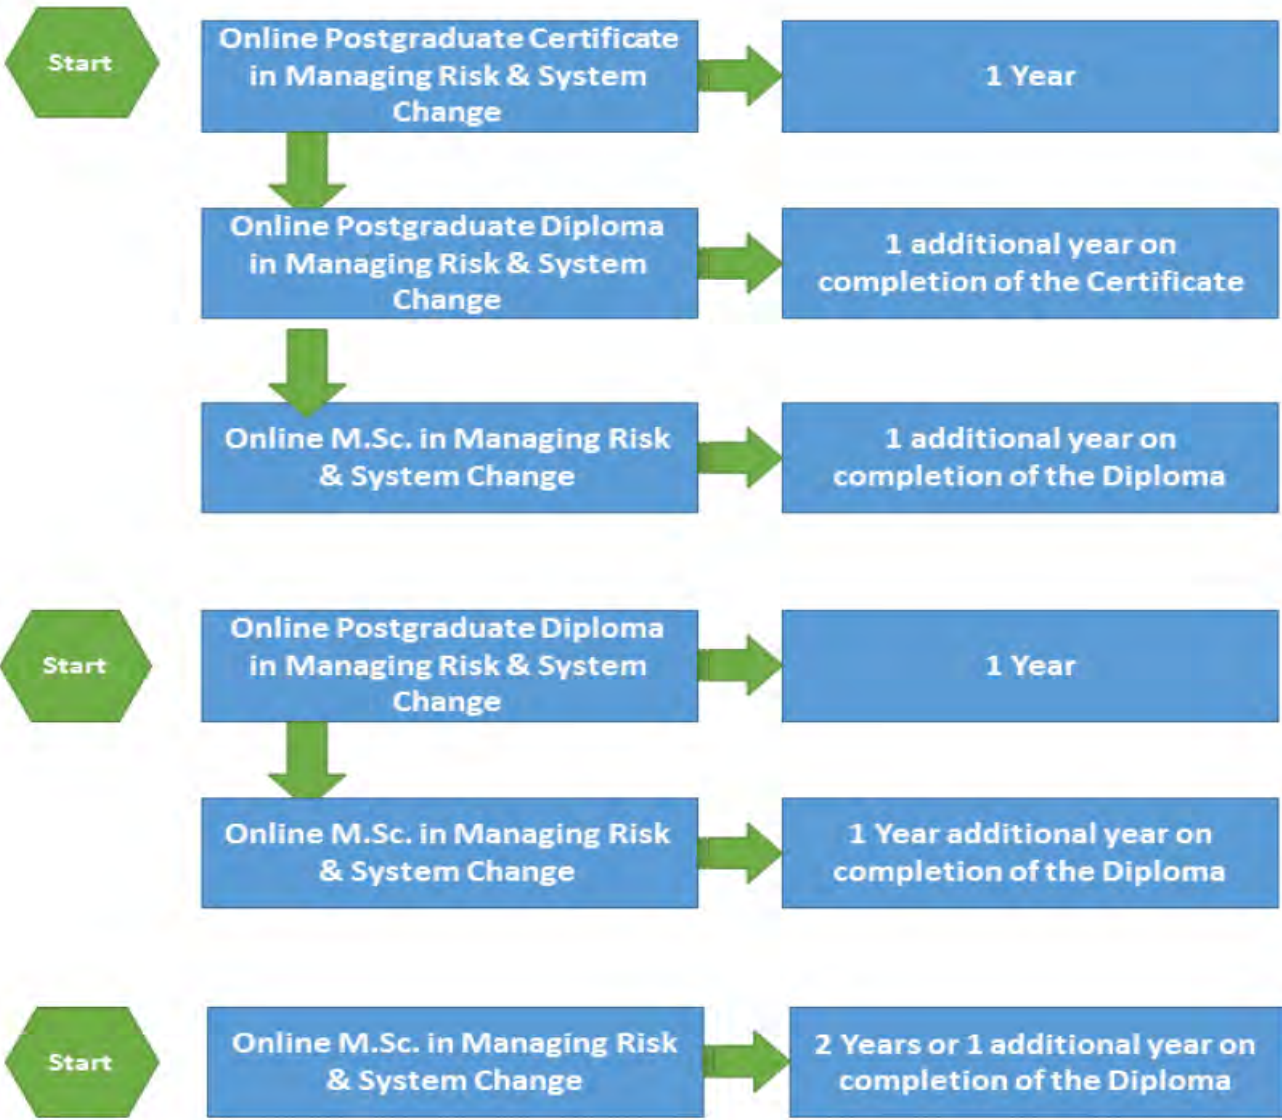 Start
Online Postgraduate Certificate
in Managing Risk & System
Change
1 Year
Online Postgraduate Diploma
in Managing Risk & System
Change
1 additional year on
completion of the Certificate
Online M.Sc. in Managing Risk
& System Change
1 additional year on
completion of the Diploma
Start
Online Postgraduate Diploma
in Managing Risk & System
Change
1 Year
Online M.Sc. in Managing Risk
& System Change
1 Year additional year on
completion of the Diploma
Start
Online M.Sc. in Managing Risk
& System Change
2 Years or 1 additional year on
completion of the Diploma